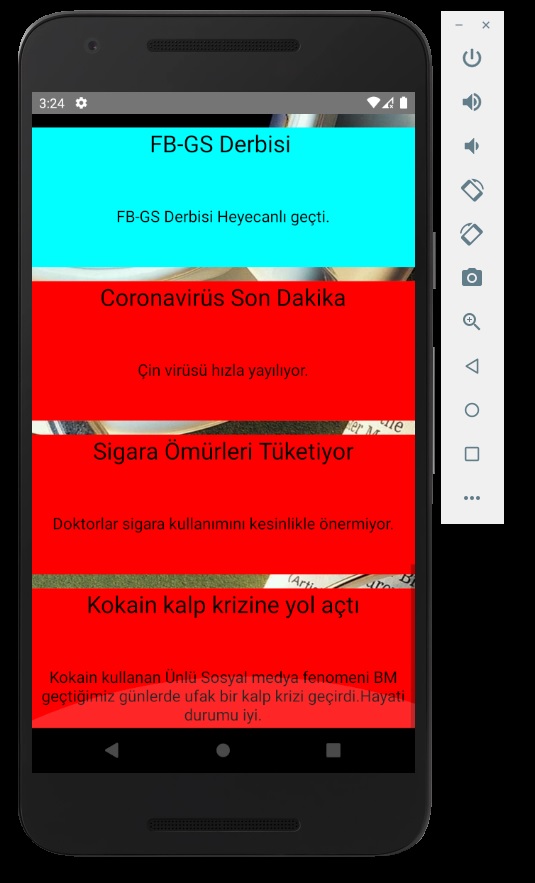 3:24
FB-GS Derbisi
FB-GS Derbisi Heyecanlı geçti.
Coronavirüs Son Dakika
Çin virüsü hızla yayılıyor.
Sigara Ömürleri Tüketiyor
Doktorlar sigara kullanımını kesinlikle önermiyor.
Kokain kalp krizine yol açtı
Kokain kullanan Ünlü Sosyal medya fenomeni BM
geçtiğimiz günlerde ufak bir kalp krizi geçirdi.Hayati
durumu iyi.